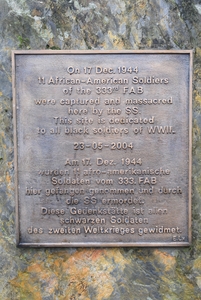 On 17 Dec. 1944
11 African-American Soldiers
of the 333th FAB
were captured and massacred
here by the SS.
This site is dedicated
to all black soldiers of WWII.
23-05-2004
Am 17. Dez. 1944
wurden 11 afro-amerikanische
Soldaten vom 333. FAB
hier gefangen genommen und durch
die SS ermordet.
Diese Gedenkstätte ist allen
schwarzen Soldaten
des zweiten Weltkrieges gewidmet.